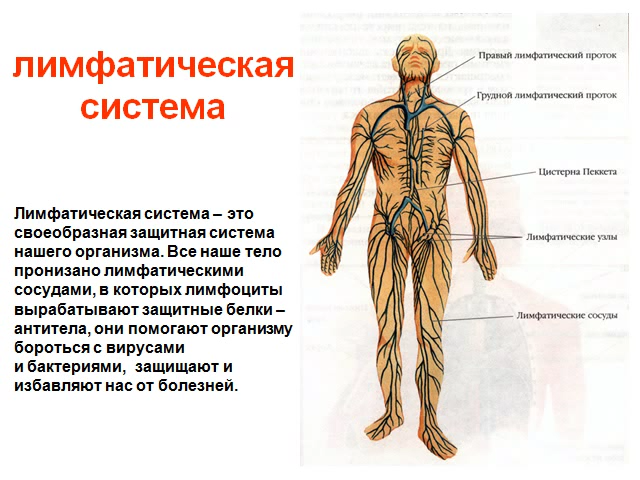 лимфатическая
система
Лимфатическая система – это
своеобразная защитная система
нашего организма. Все наше тело
пронизано лимфатическими
сосудами, в которых лимфоциты
вырабатывают защитные белки –
антитела, они помогают организму
бороться с вирусами
и бактериями,  защищают и
избавляют нас от болезней.
Правый лимфатический проток
Грудной лимфатический проток
Цистерна Пеккета
Лимфатические узлы
Лимфатические сосуды